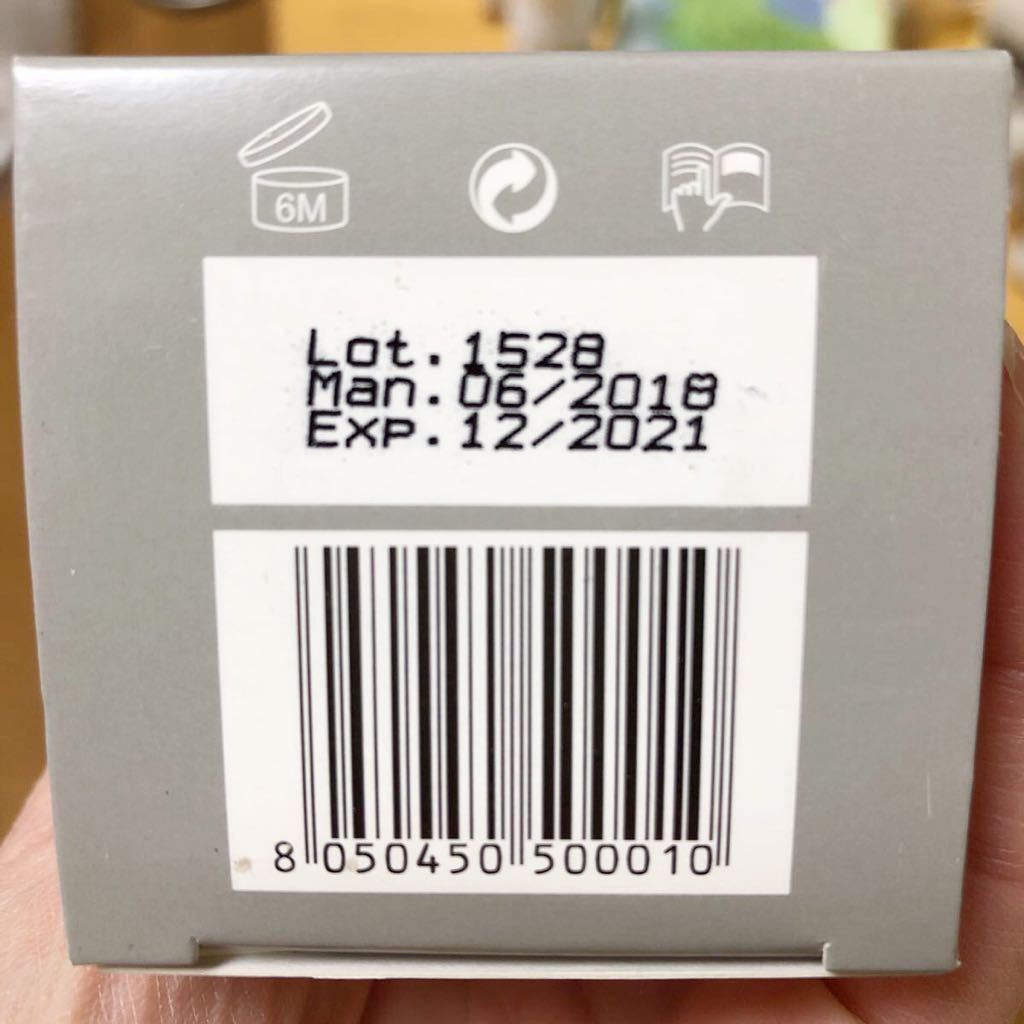 6M
Lot. 1528
Man. 06/2018
Exp. 12/2021
8 050450 500010